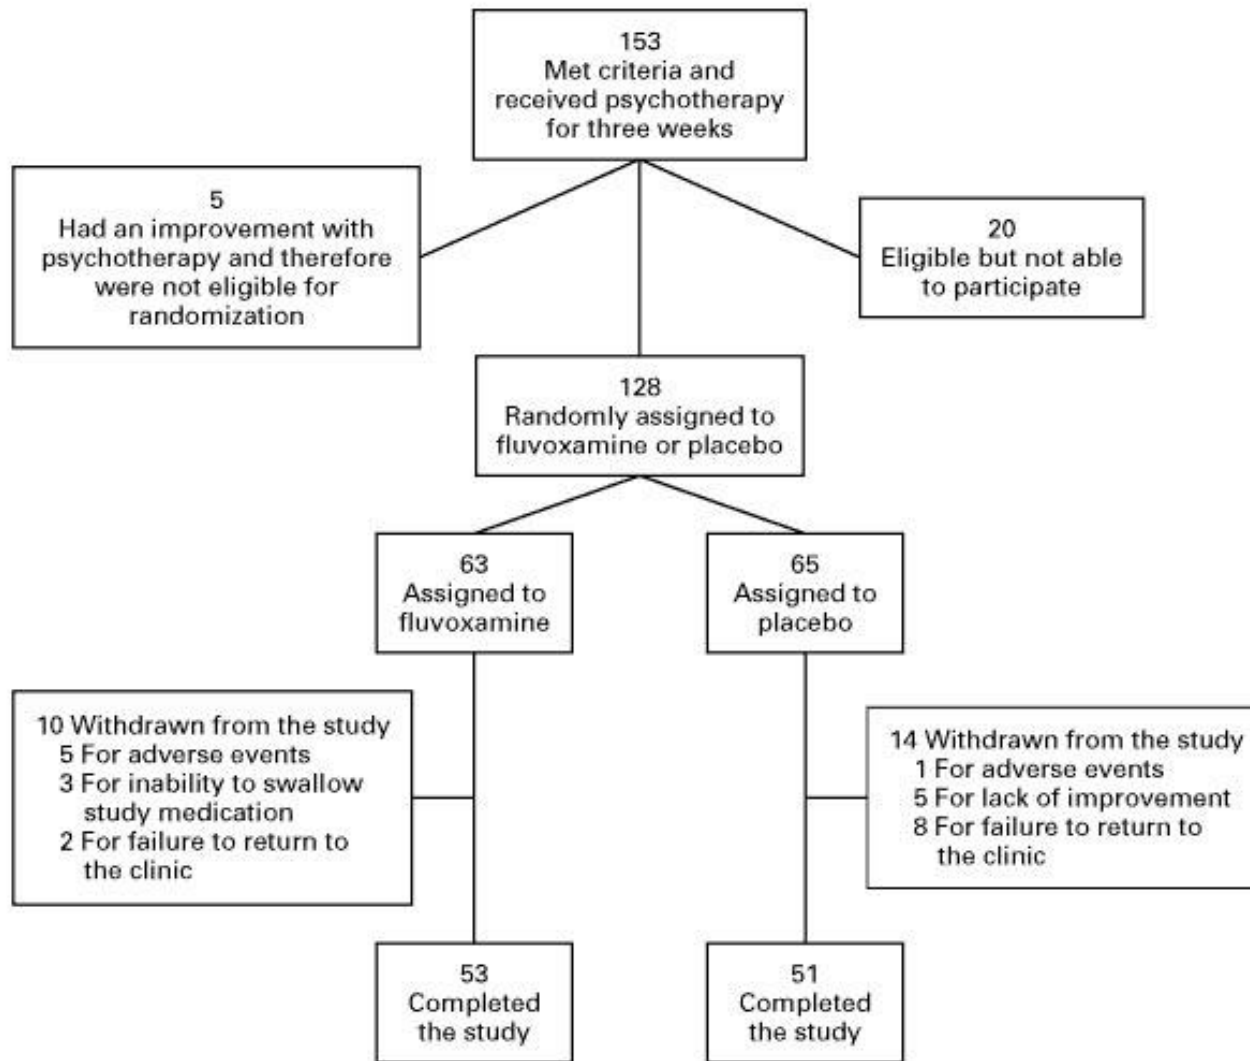 153
Met criteria and
received psychotherapy
for three weeks
5
Had an improvement with
psychotherapy and therefore
were not eligible for
randomization
20
Eligible but not able
to participate
128
Randomly assigned to
fluvoxamine or placebo
63
Assigned to
fluvoxamine
65
Assigned to
placebo
10 Withdrawn from the study
5 For adverse events
3 For inability to swallow
study medication
2 For failure to return to
the clinic
14 Withdrawn from the study
1 For adverse events
5 For lack of improvement
8 For failure to return to
the clinic
53
Completed
the study
51
Completed
the study